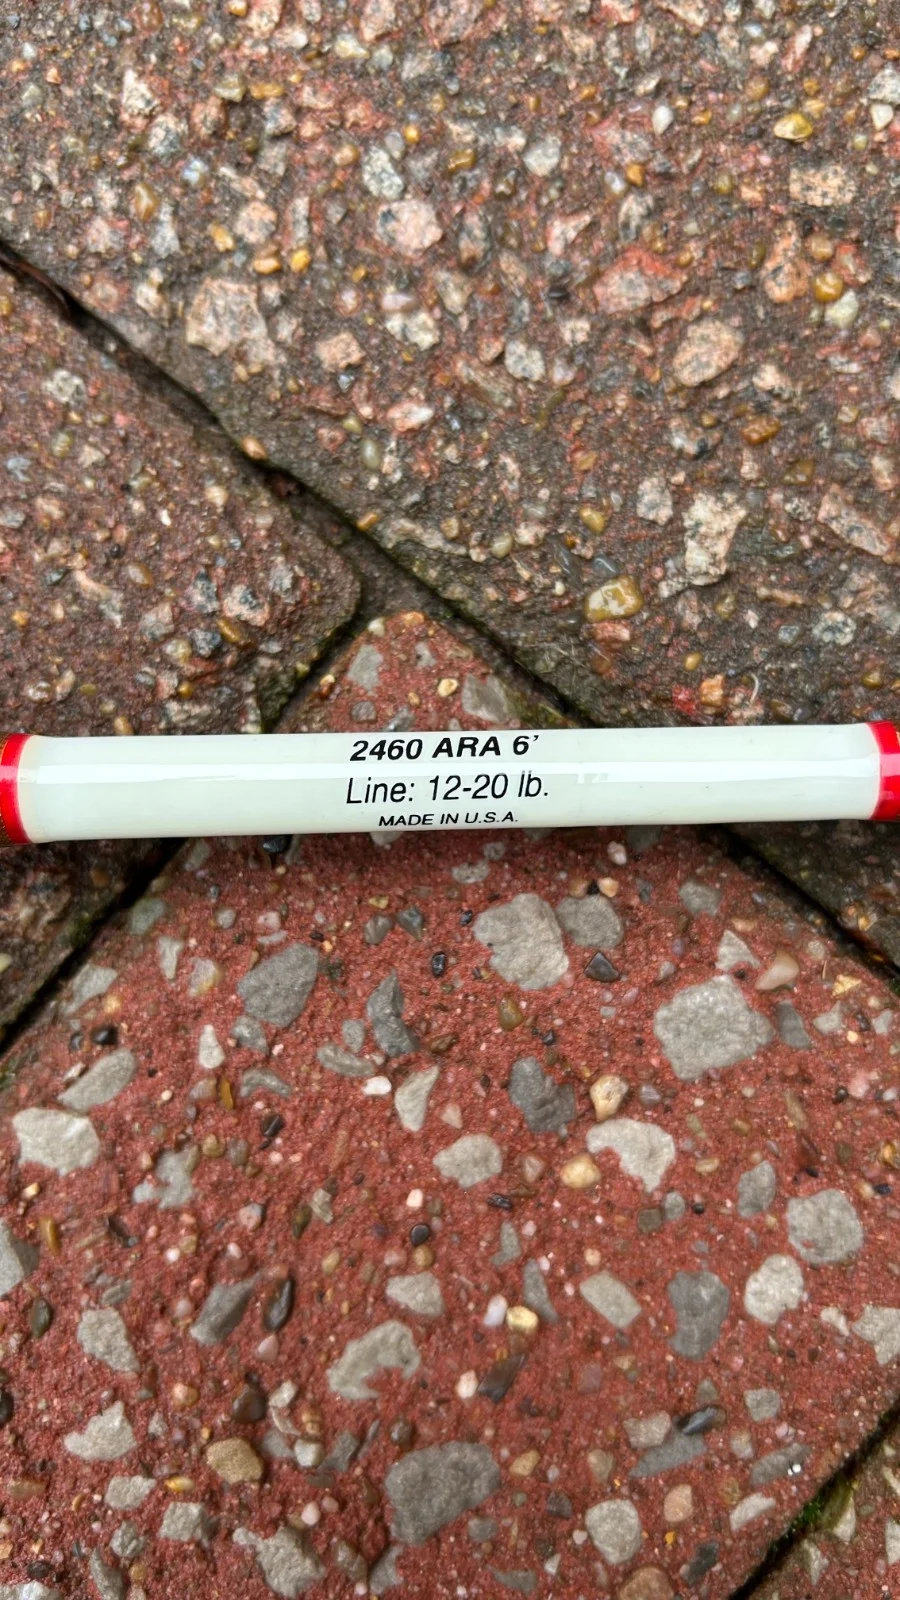 2460 ARA 6’
Line: 12-20 lb.
MADE IN U.S.A.